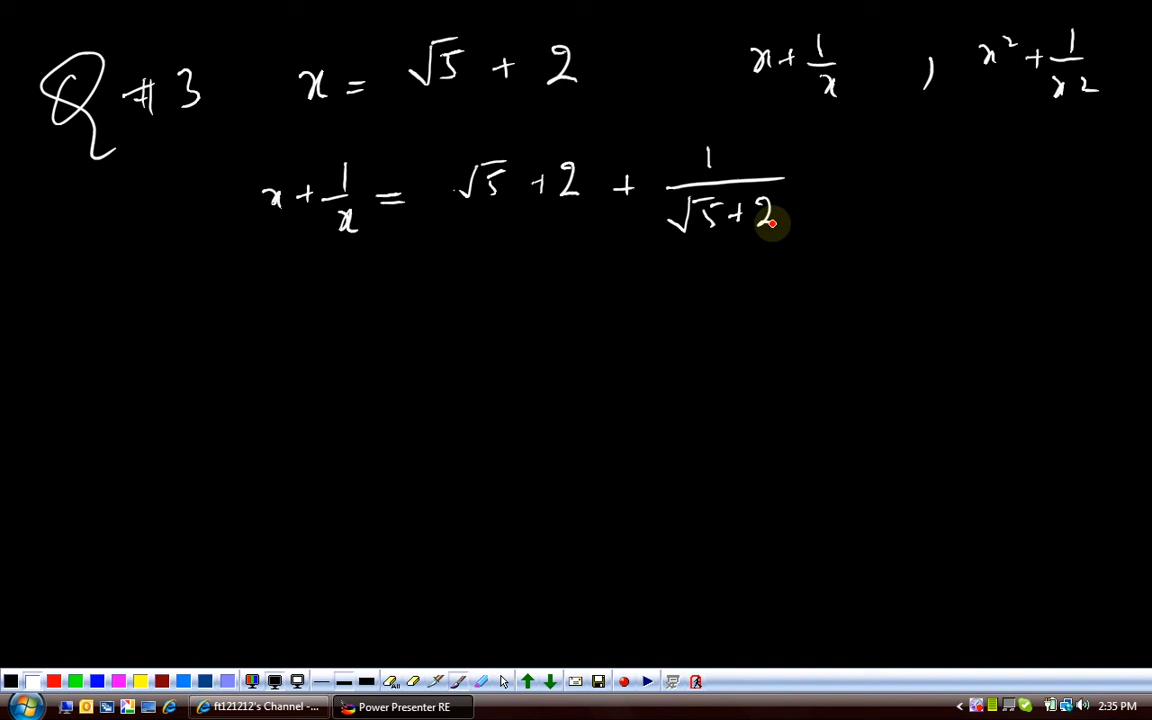 Q # 3 x = √5 + 2 x + 1/x , x² + 1/x2
x + 1/x = √5 + 2 + 1/(√5 + 2
ft121212's Channel -... Power Presenter RE 2:35 PM